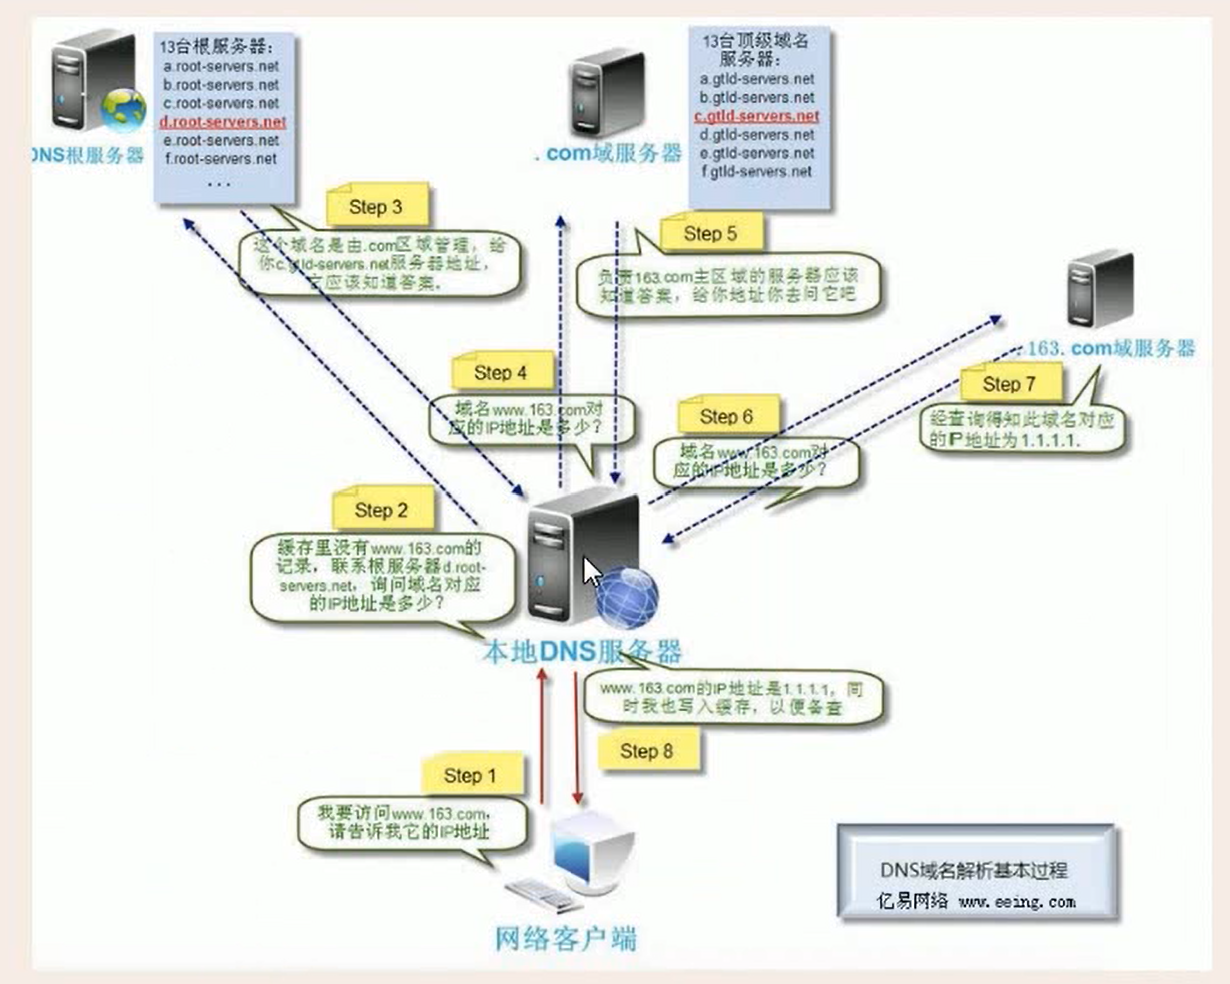 13台根服务器：
a.root-servers.net
b.root-servers.net
c.root-servers.net
d.root-servers.net
e.root-servers.net
f.root-servers.net
...
DNS根服务器
13台顶级域名
服务器：
a.gtld-servers.net
b.gtld-servers.net
c.gtld-servers.net
d.gtld-servers.net
e.gtld-servers.net
f.gtld-servers.net
.com域服务器
Step 3
这个域名是由.com区域管理，给
你c.gtld-servers.net服务器地址，
它应该知道答案。
Step 5
负责163.com主区域的服务器应该
知道答案，给你地址你去问它吧
.163.com域服务器
Step 4
域名www.163.com对
应的IP地址是多少？
Step 6
域名www.163.com对
应的IP地址是多少？
Step 7
经查询得知此域名对应
的IP地址为1.1.1.1.
Step 2
缓存里没有www.163.com的
记录，联系根服务器d.root-
servers.net，询问域名对应
的IP地址是多少？
本地DNS服务器
www.163.com的IP地址是1.1.1.1，同
时我也写入缓存，以便备查
Step 8
Step 1
我要访问www.163.com，
请告诉我它的IP地址
网络客户端
DNS域名解析基本过程
亿易网络 www.eeing.com